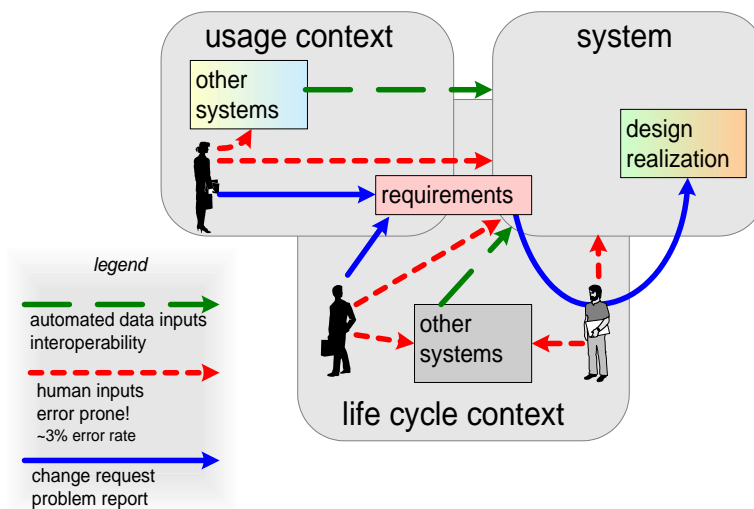 usage context
system
other
systems
design
realization
requirements
legend
automated data inputs
interoperability
other
systems
human inputs
error prone!
~3% error rate
life cycle context
change request
problem report